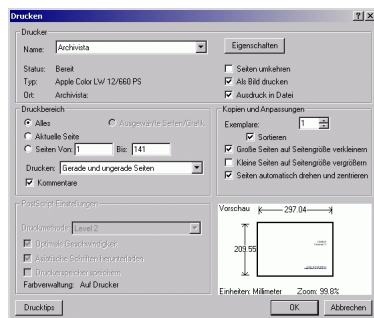 Drucken
Drucker
Name: Archivista
Eigenschaften
Status: Bereit
Typ: Apple Color LW 12/660 PS
Ort: Archivista:
Seiten umkehren
Als Bild drucken
Ausdruck in Datei
Druckbereich
Alles
Ausgewählte Seiten/Grafik
Aktuelle Seite
Seiten Von: 1 Bis: 141
Drucken: Gerade und ungerade Seiten
Kommentare
Kopien und Anpassungen
Exemplare: 1
Sortieren
Große Seiten auf Seitengröße verkleinern
Kleine Seiten auf Seitengröße vergrößern
Seiten automatisch drehen und zentrieren
PostScript Einstellungen
Druckmethode: Level 2
Optimale Geschwindigkeit
Asiatische Schriften herunterladen
Druckerspeicher speichern
Farbverwaltung: Auf Drucker
Vorschau
297.04
209.55
Einheiten: Millimeter Zoom: 99.8%
Drucktips
OK
Abbrechen